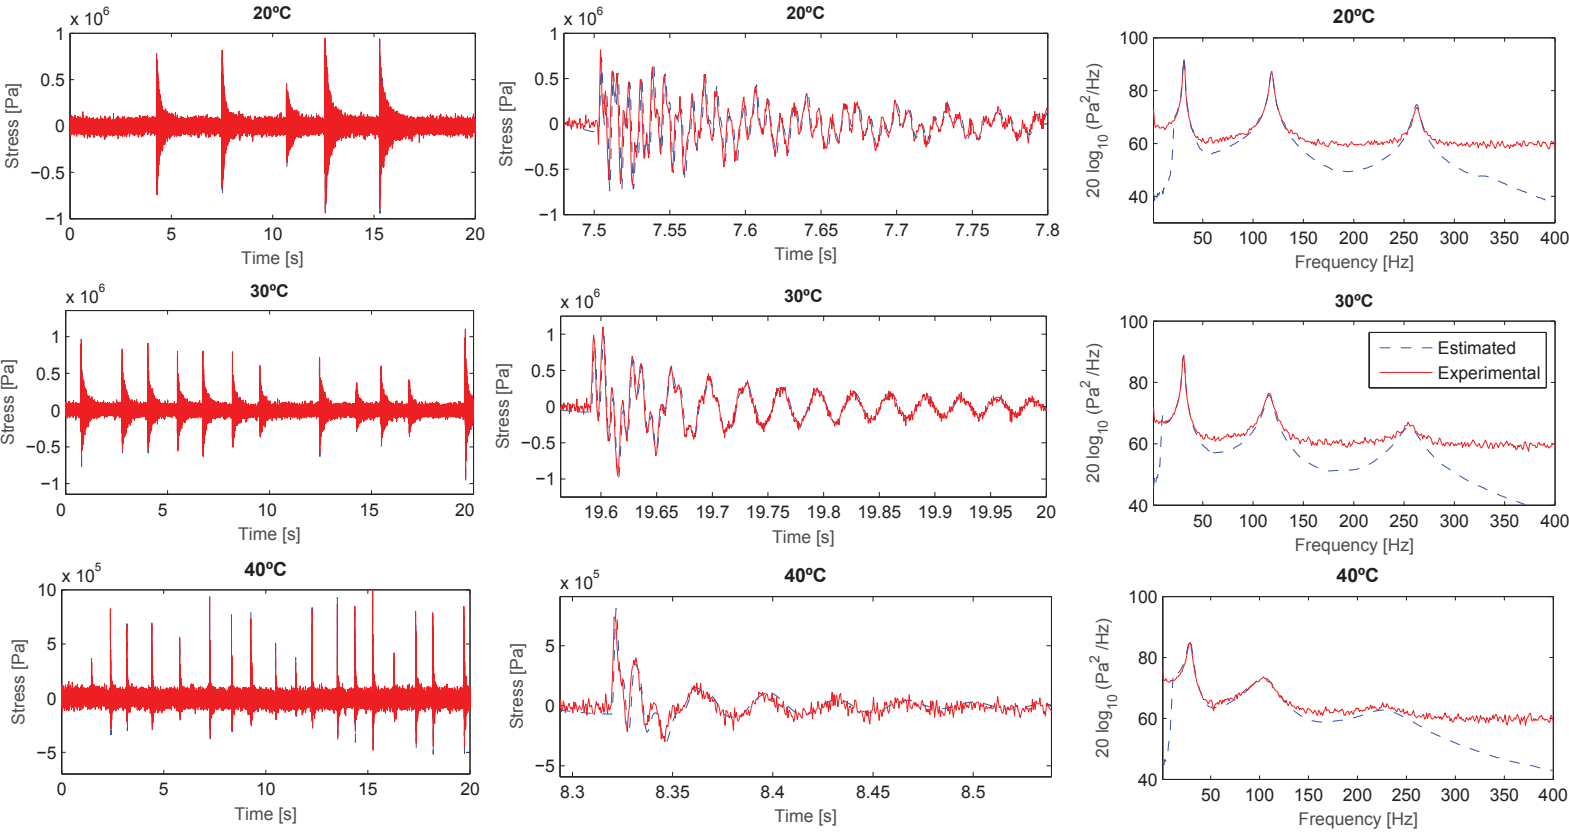 x 10^6
20ºC
1
0.5
0
−0.5
−1
Stress [Pa]
0 5 10 15 20
Time [s]
x 10^6
20ºC
1
0.5
0
−0.5
−1
Stress [Pa]
7.5 7.55 7.6 7.65 7.7 7.75 7.8
Time [s]
20ºC
100
80
60
40
20 log10 (Pa^2/Hz)
50 100 150 200 250 300 350 400
Frequency [Hz]
x 10^6
30ºC
1
0.5
0
−0.5
−1
Stress [Pa]
0 5 10 15 20
Time [s]
x 10^6
30ºC
1
0.5
0
−0.5
−1
Stress [Pa]
19.6 19.65 19.7 19.75 19.8 19.85 19.9 19.95 20
Time [s]
30ºC
100
80
60
40
20 log10 (Pa^2 /Hz)
Estimated
Experimental
50 100 150 200 250 300 350 400
Frequency [Hz]
x 10^5
40ºC
10
5
0
−5
Stress [Pa]
0 5 10 15 20
Time [s]
x 10^5
40ºC
5
0
−5
Stress [Pa]
8.3 8.35 8.4 8.45 8.5
Time [s]
40ºC
100
80
60
40
20 log10 (Pa^2 /Hz)
50 100 150 200 250 300 350 400
Frequency [Hz]